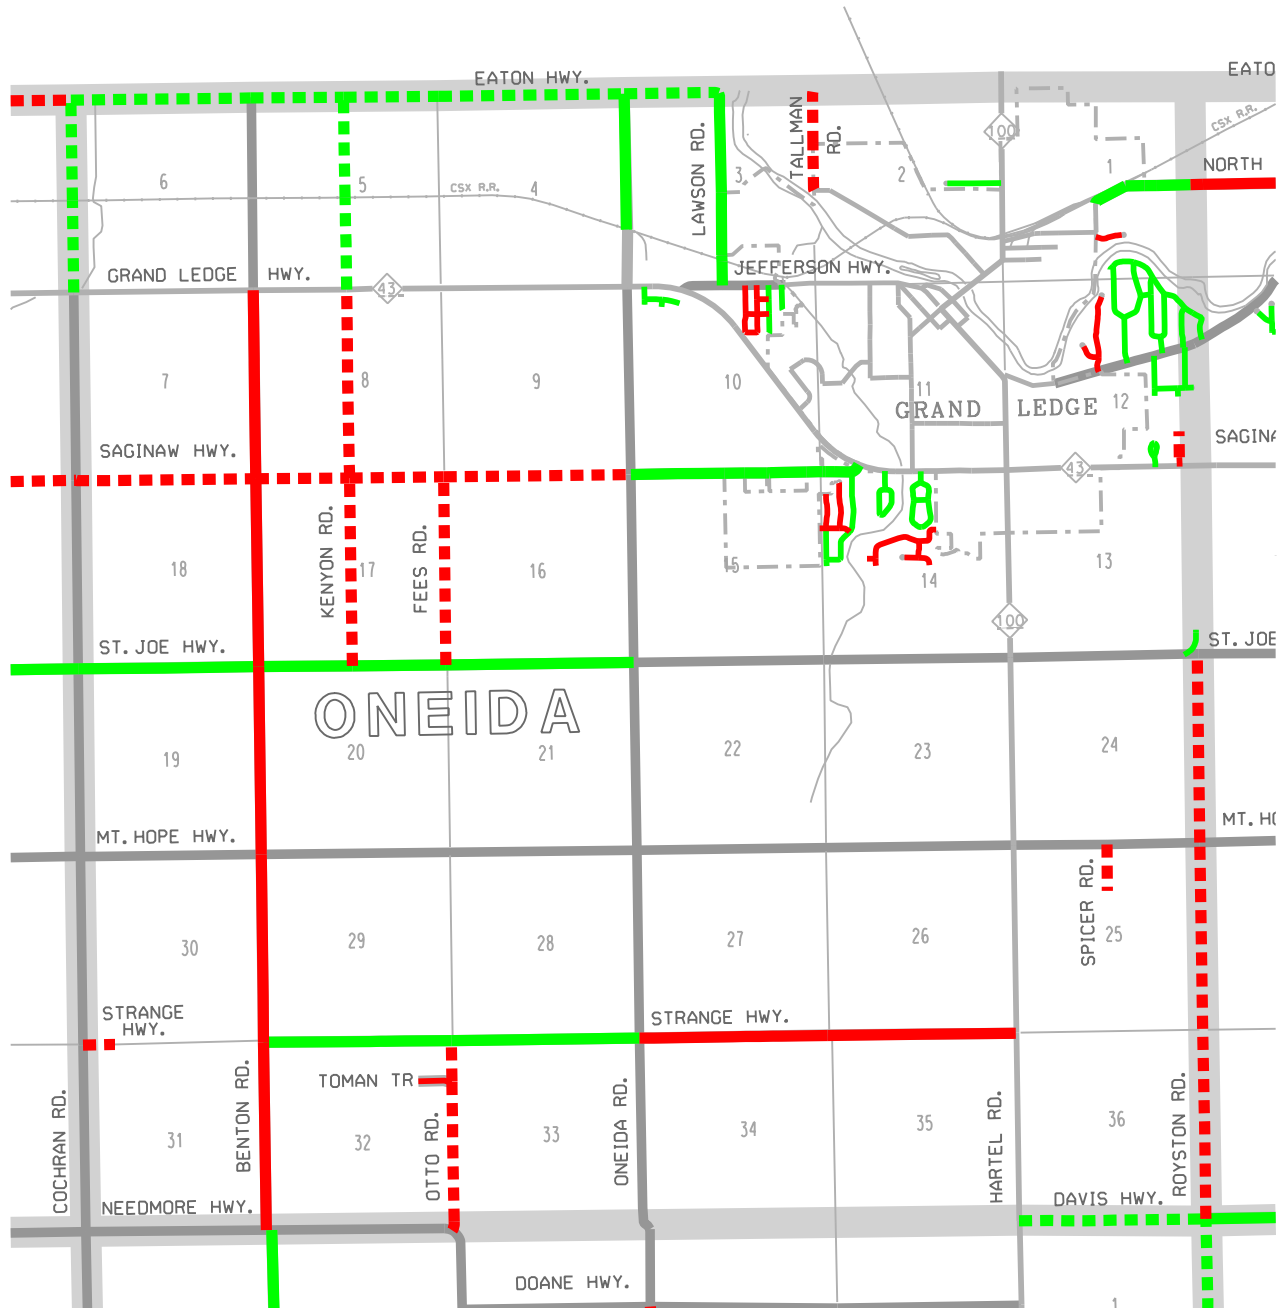 EATON HWY.
EATO
TALLMAN
RD.
100
CSX R.R.
LAWSON RD.
6
5
CSX R.R.
4
3
2
1
NORTH
GRAND LEDGE HWY.
43
JEFFERSON HWY.
7
8
9
10
11
12
GRAND LEDGE
SAGINAW HWY.
SAGINA
43
KENYON RD.
FEES RD.
18
17
16
15
14
13
100
ST. JOE HWY.
ST. JOE
ONEIDA
19
20
21
22
23
24
MT. HOPE HWY.
MT. HO
SPICER RD.
30
29
28
27
26
25
STRANGE
HWY.
STRANGE HWY.
TOMAN TR
COCHRAN RD.
BENTON RD.
OTTO RD.
ONEIDA RD.
HARTEL RD.
ROYSTON RD.
31
32
33
34
35
36
NEEDMORE HWY.
DAVIS HWY.
DOANE HWY.
1